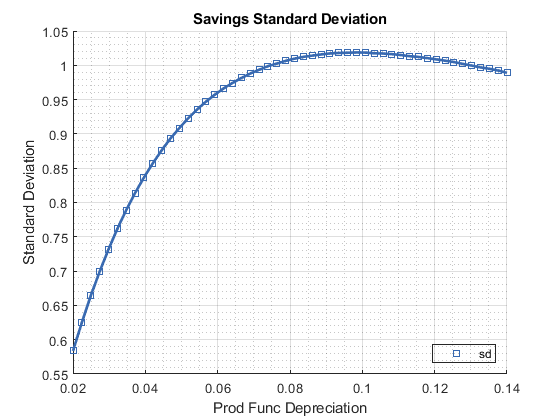 Savings Standard Deviation
1.05
1
0.95
0.9
0.85
0.8
0.75
0.7
0.65
0.6
0.55
Standard Deviation
sd
0.02 0.04 0.06 0.08 0.1 0.12 0.14
Prod Func Depreciation